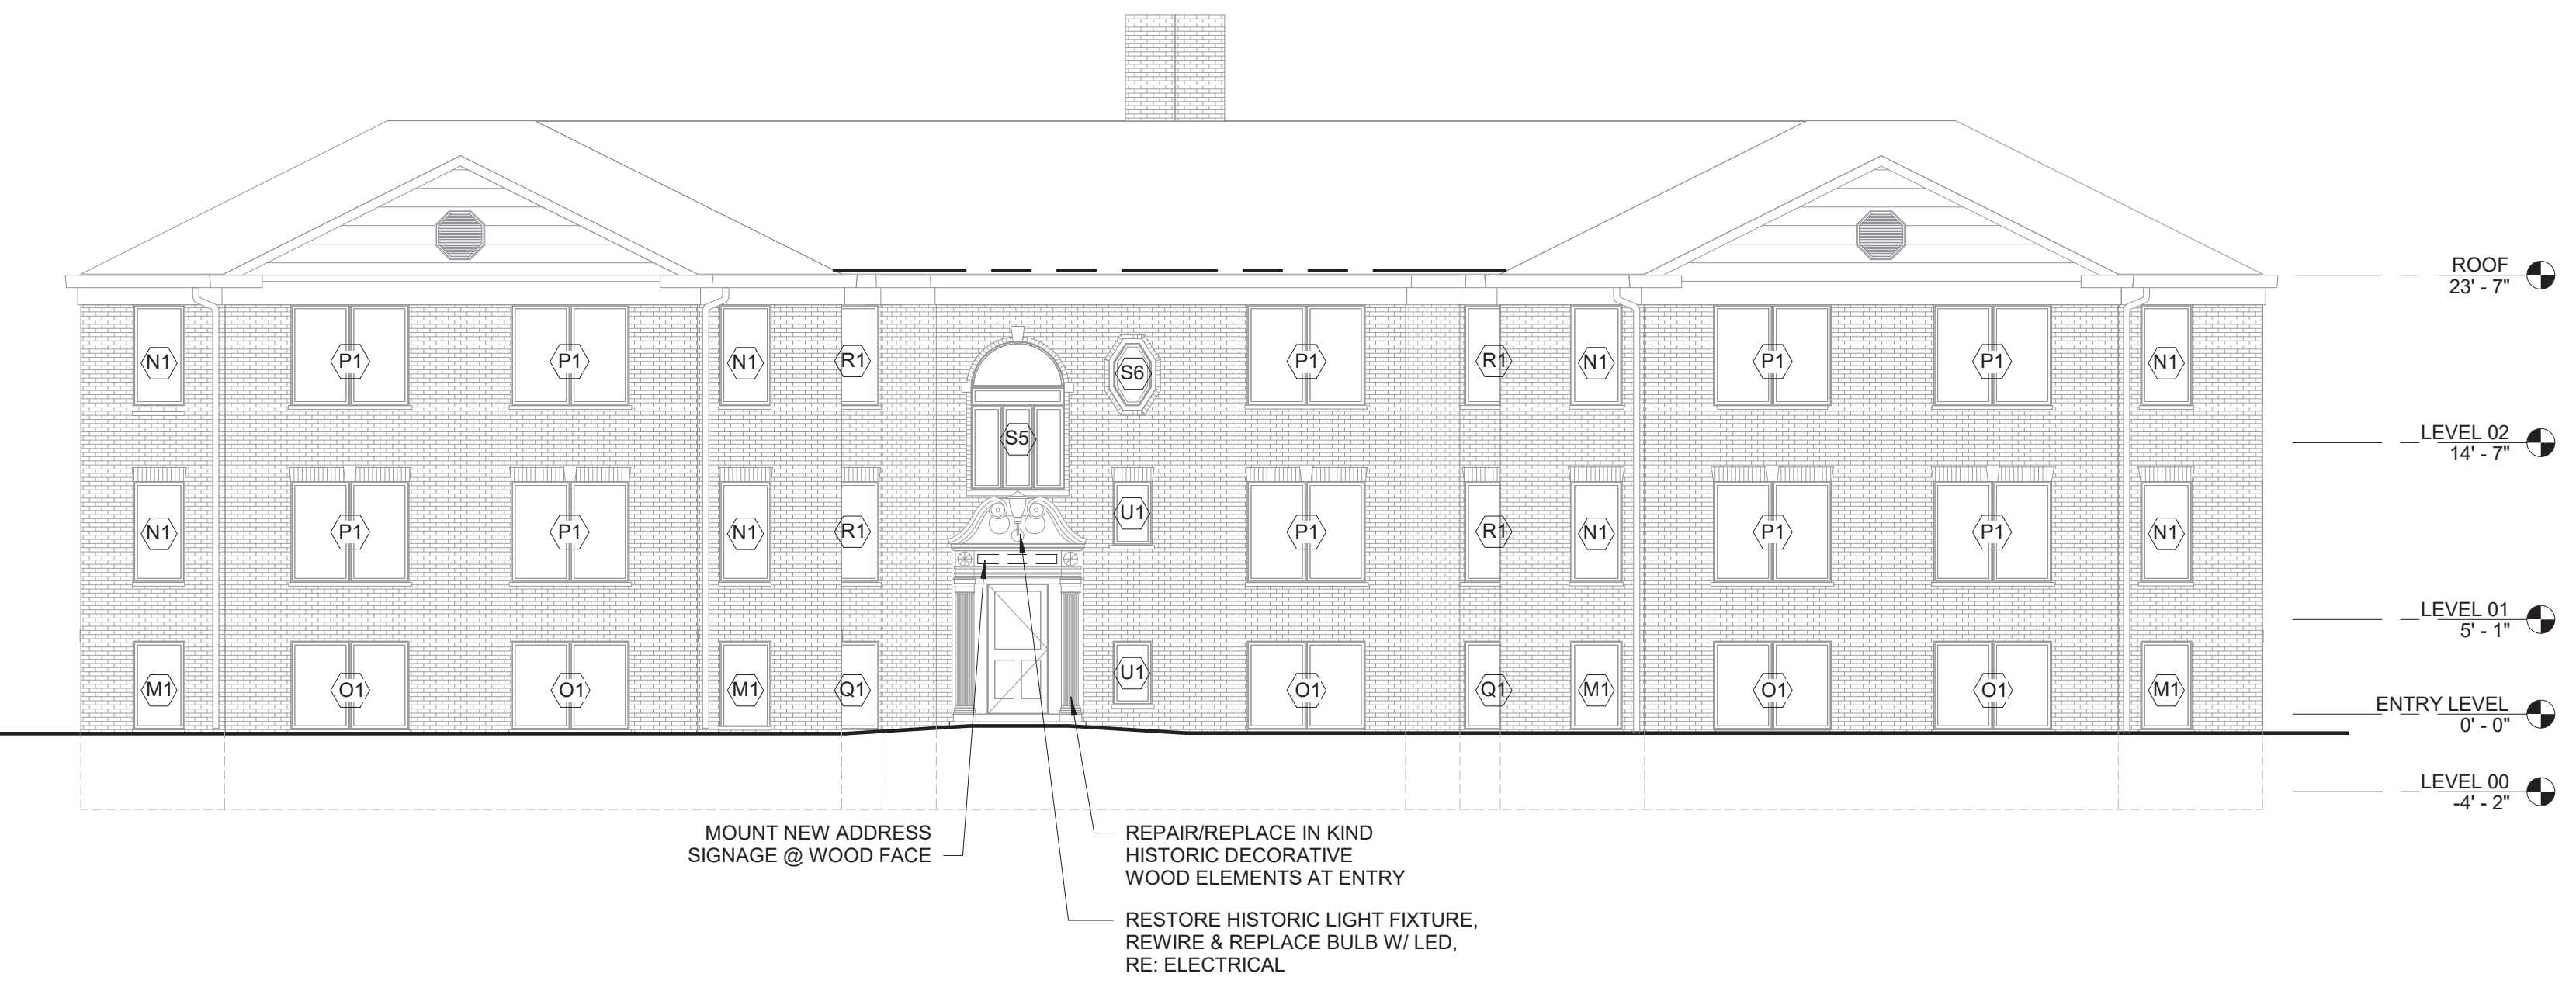 ROOF
23' - 7"
N1 P1 P1 N1 R1 S6 P1 R1 N1 P1 P1 N1
LEVEL 02
14' - 7"
S5
N1 P1 P1 N1 R1 U1 P1 R1 N1 P1 P1 N1
LEVEL 01
5' - 1"
M1 O1 O1 M1 Q1 U1 O1 Q1 M1 O1 O1 M1
ENTRY LEVEL
0' - 0"
LEVEL 00
-4' - 2"
MOUNT NEW ADDRESS
SIGNAGE @ WOOD FACE
REPAIR/REPLACE IN KIND
HISTORIC DECORATIVE
WOOD ELEMENTS AT ENTRY
RESTORE HISTORIC LIGHT FIXTURE,
REWIRE & REPLACE BULB W/ LED,
RE: ELECTRICAL